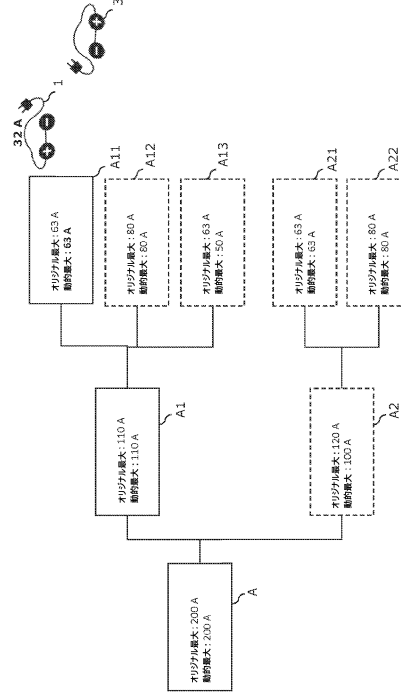 32 A
1
3
オリジナル最大 : 63 A
動的最大 : 63 A
A11
オリジナル最大 : 80 A
動的最大 : 80 A
A12
オリジナル最大 : 63 A
動的最大 : 50 A
A13
オリジナル最大 : 63 A
動的最大 : 63 A
A21
オリジナル最大 : 80 A
動的最大 : 80 A
A22
オリジナル最大 : 110 A
動的最大 : 110 A
A1
オリジナル最大 : 120 A
動的最大 : 100 A
A2
オリジナル最大 : 200 A
動的最大 : 200 A
A